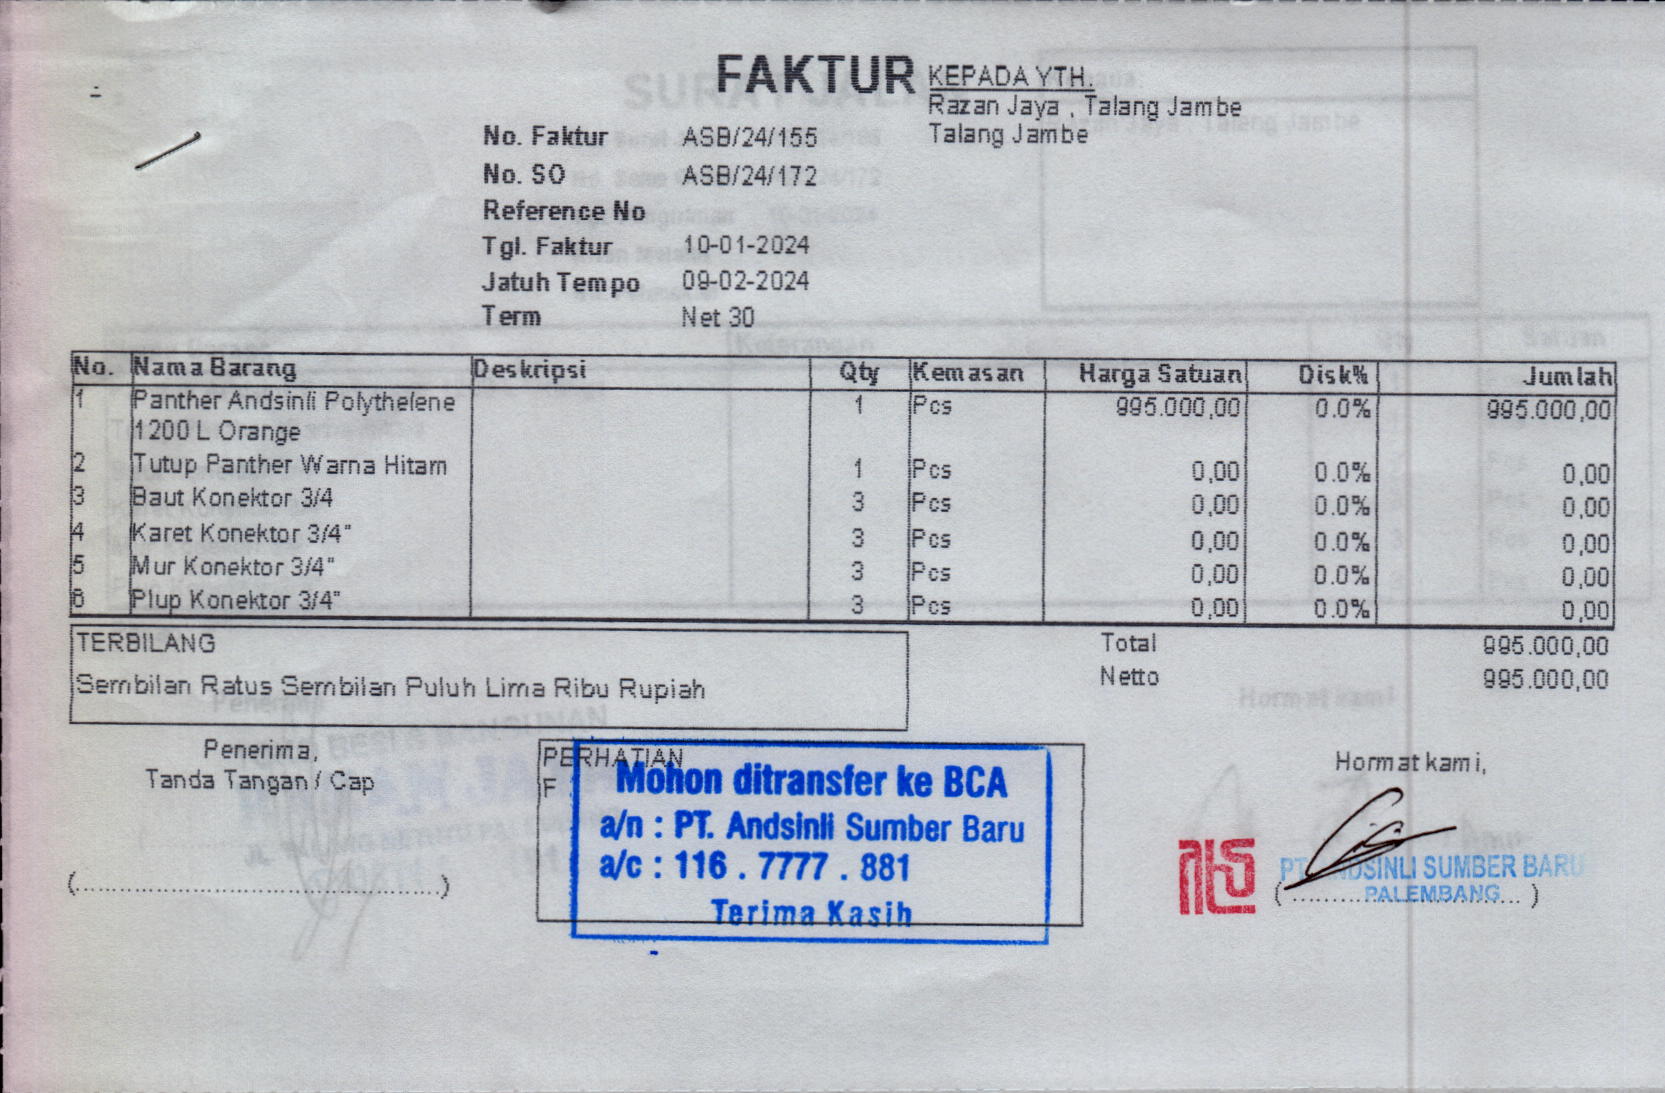 FAKTUR
KEPADA YTH.
Razan Jaya , Talang Jambe
Talang Jambe
No. Faktur ASB/24/155
No. SO ASB/24/172
Reference No
Tgl. Faktur 10-01-2024
Jatuh Tempo 09-02-2024
Term Net 30
No. Nama Barang Deskripsi Qty Kemasan Harga Satuan Disk% Jumlah
1 Panther Andsinli Polythelene 1 Pcs 995.000,00 0.0% 995.000,00
1200 L Orange
2 Tutup Panther Warna Hitam 1 Pcs 0,00 0.0% 0,00
3 Baut Konektor 3/4 3 Pcs 0,00 0.0% 0,00
4 Karet Konektor 3/4" 3 Pcs 0,00 0.0% 0,00
5 Mur Konektor 3/4" 3 Pcs 0,00 0.0% 0,00
6 Plup Konektor 3/4" 3 Pcs 0,00 0.0% 0,00
TERBILANG
Sembilan Ratus Sembilan Puluh Lima Ribu Rupiah
Total 995.000,00
Netto 995.000,00
Penerima,
Tanda Tangan / Cap
(................................................)
PERHATIAN
F
Mohon ditransfer ke BCA
a/n : PT. Andsinli Sumber Baru
a/c : 116 . 7777 . 881
Terima Kasih
Hormat kami,
PT. ANDSINLI SUMBER BARU
PALEMBANG